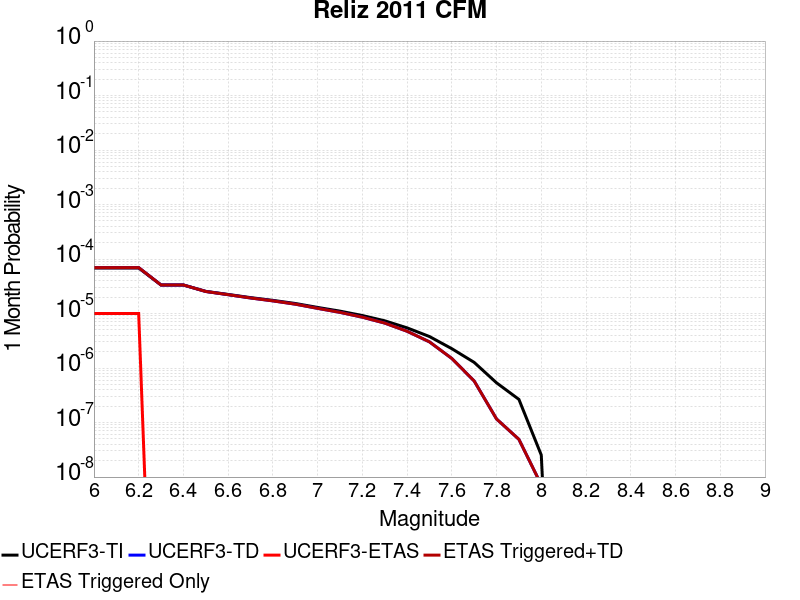 Reliz 2011 CFM
10^0
10^-1
10^-2
10^-3
10^-4
10^-5
10^-6
10^-7
10^-8
1 Month Probability
6 6.2 6.4 6.6 6.8 7 7.2 7.4 7.6 7.8 8 8.2 8.4 8.6 8.8 9
Magnitude
UCERF3-TI UCERF3-TD UCERF3-ETAS ETAS Triggered+TD
ETAS Triggered Only